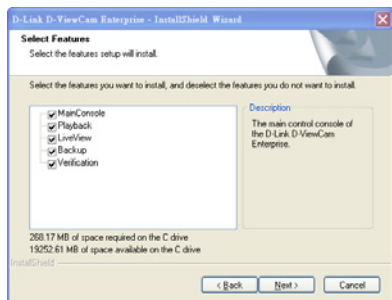 D-Link D-ViewCam Enterprise - InstallShield Wizard
Select Features
Select the features setup will install.
Select the features you want to install, and deselect the features you do not want to install.
MainConsole
Playback
LiveView
Backup
Verification
Description
The main control console of
the D-Link D-ViewCam
Enterprise.
268.17 MB of space required on the C drive
19252.61 MB of space available on the C drive
InstallShield
< Back
Next >
Cancel